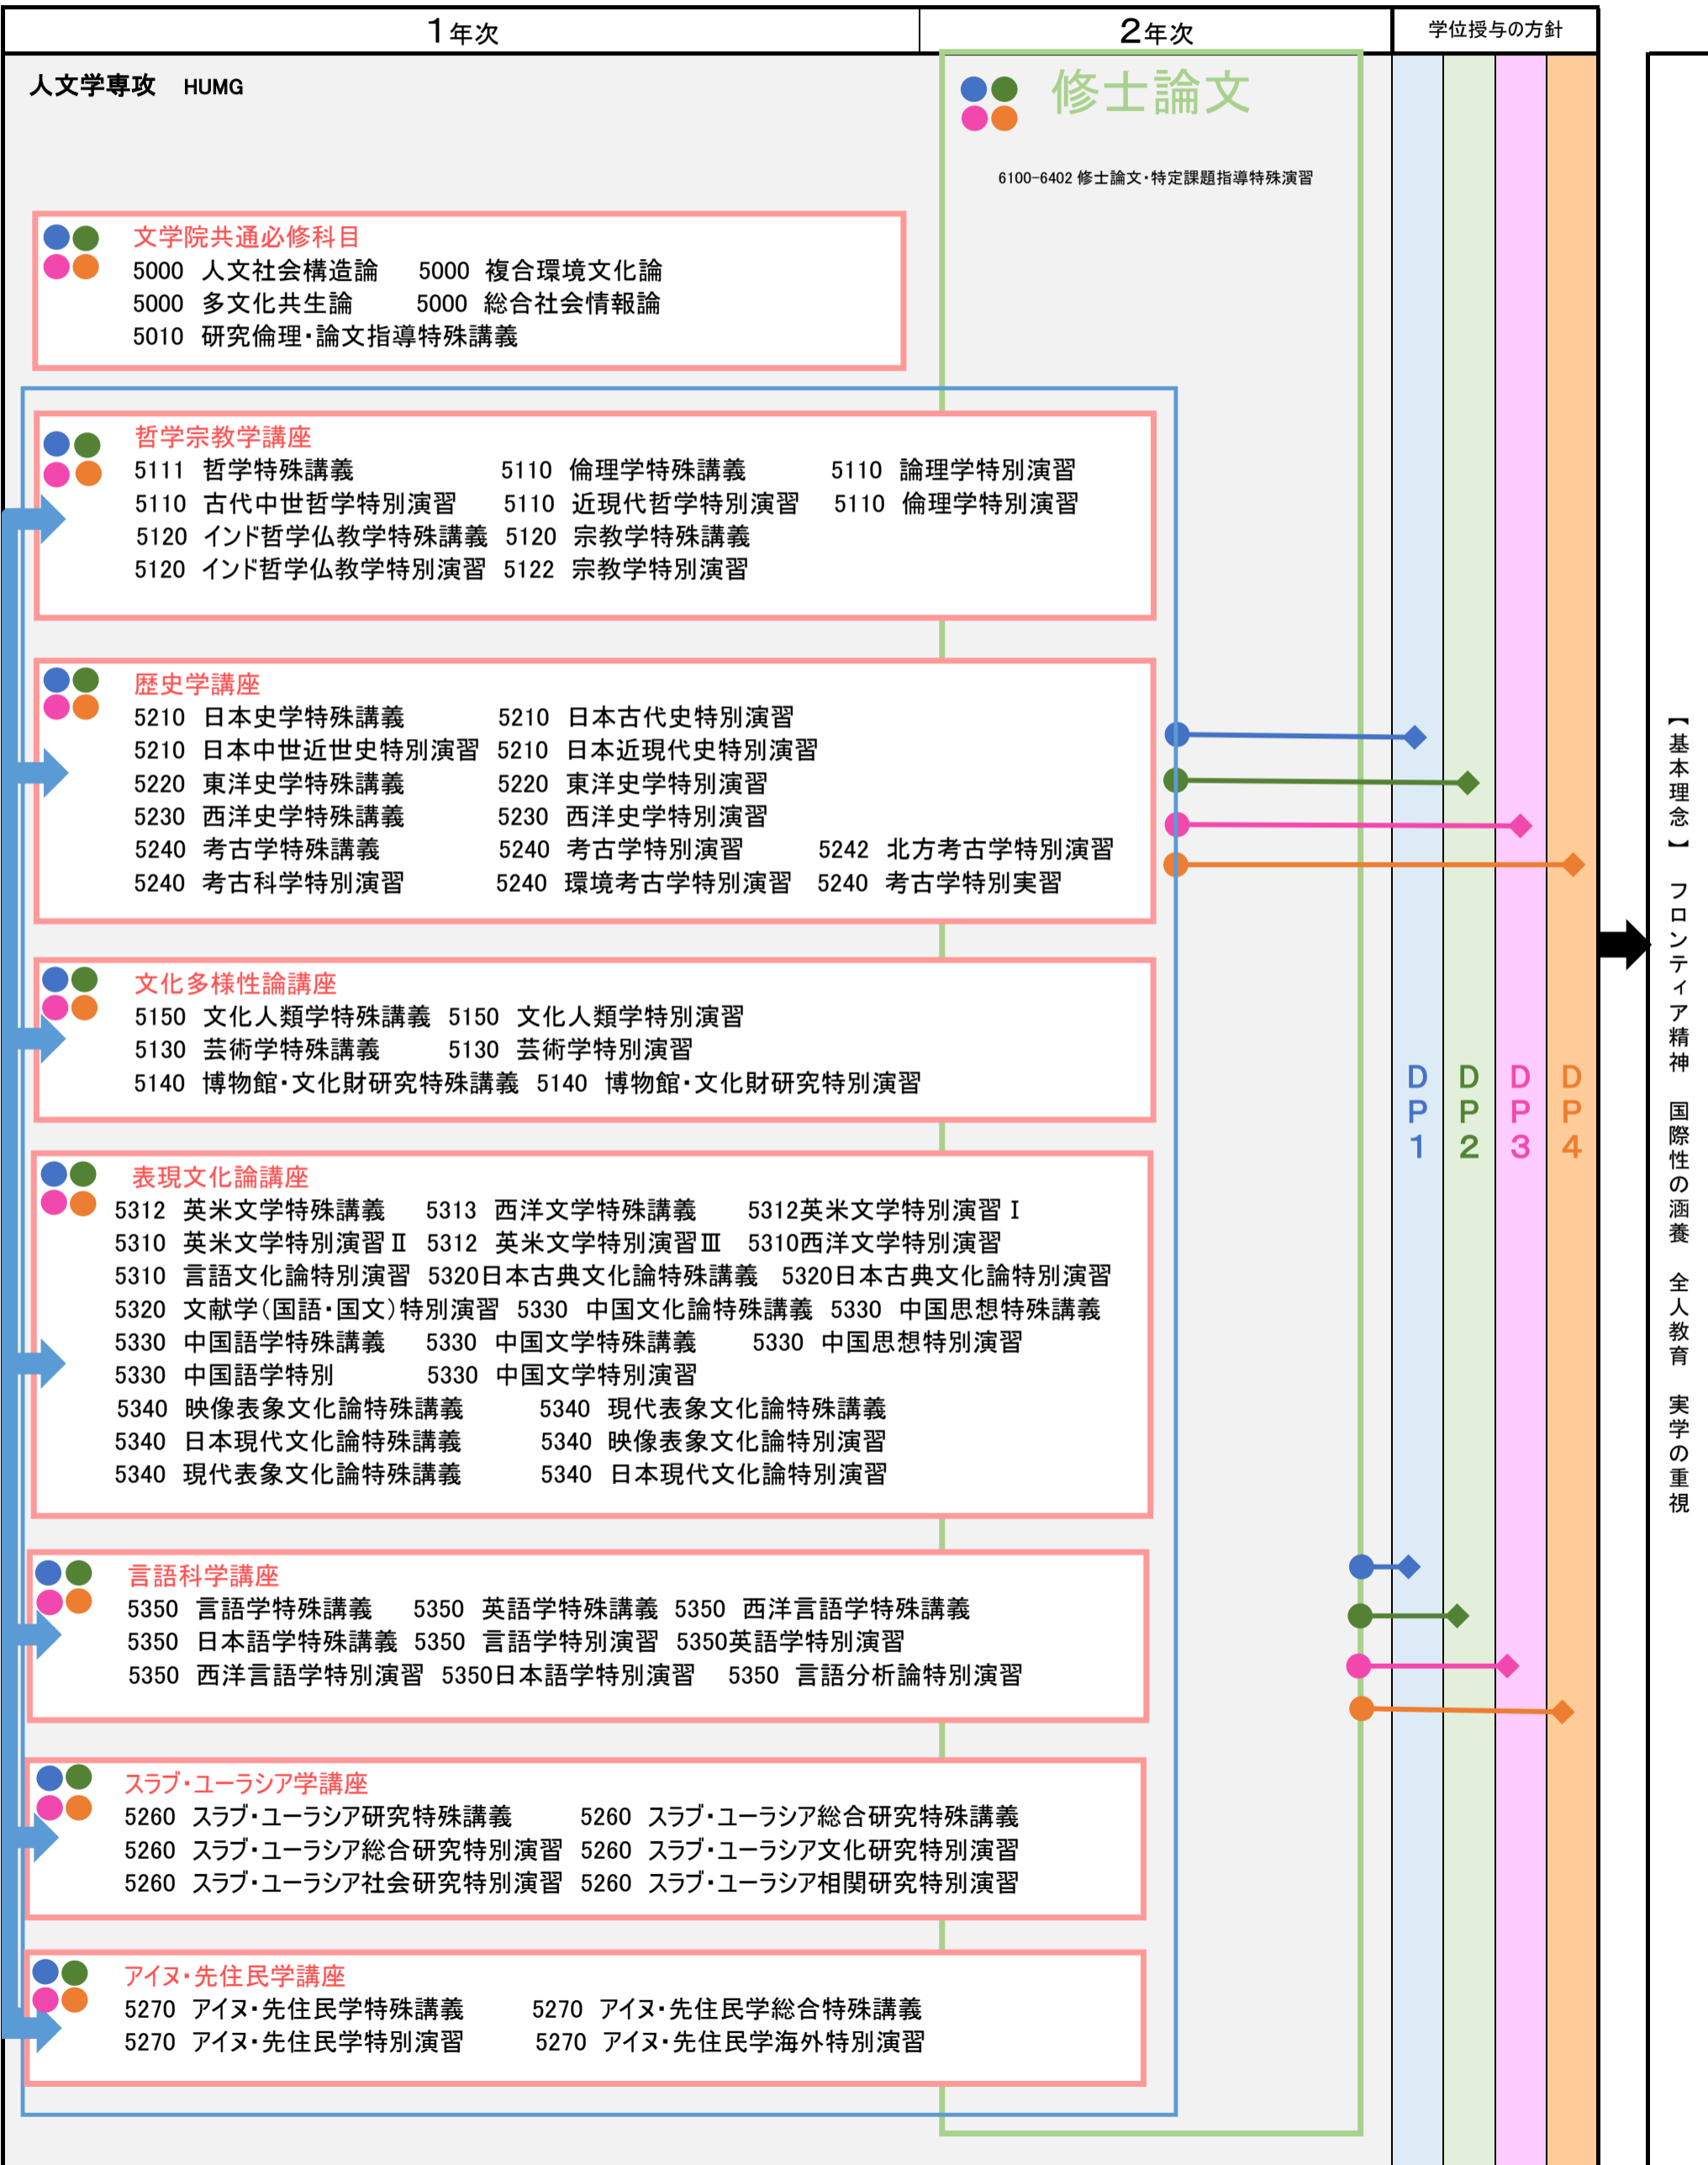 1年次 2年次 学位授与の方針
人文学専攻 HUMG
修士論文
6100-6402 修士論文・特定課題指導特殊演習
文学院共通必修科目
5000 人文社会構造論 5000 複合環境文化論
5000 多文化共生論 5000 総合社会情報論
5010 研究倫理・論文指導特殊講義
哲学宗教学講座
5111 哲学特殊講義 5110 倫理学特殊講義 5110 論理学特別演習
5110 古代中世哲学特別演習 5110 近現代哲学特別演習 5110 倫理学特別演習
5120 インド哲学仏教学特殊講義 5120 宗教学特殊講義
5120 インド哲学仏教学特別演習 5122 宗教学特別演習
歴史学講座
5210 日本史学特殊講義 5210 日本古代史特別演習
5210 日本中世近世史特別演習 5210 日本近現代史特別演習
5220 東洋史学特殊講義 5220 東洋史学特別演習
5230 西洋史学特殊講義 5230 西洋史学特別演習
5240 考古学特殊講義 5240 考古学特別演習 5242 北方考古学特別演習
5240 考古科学特別演習 5240 環境考古学特別演習 5240 考古学特別実習
文化多様性論講座
5150 文化人類学特殊講義 5150 文化人類学特別演習
5130 芸術学特殊講義 5130 芸術学特別演習
5140 博物館・文化財研究特殊講義 5140 博物館・文化財研究特別演習
表現文化論講座
5312 英米文学特殊講義 5313 西洋文学特殊講義 5312英米文学特別演習Ⅰ
5310 英米文学特別演習Ⅱ 5312 英米文学特別演習Ⅲ 5310西洋文学特別演習
5310 言語文化論特別演習 5320日本古典文化論特殊講義 5320日本古典文化論特別演習
5320 文献学(国語・国文)特別演習 5330 中国文化論特殊講義 5330 中国思想特殊講義
5330 中国語学特殊講義 5330 中国文学特殊講義 5330 中国思想特別演習
5330 中国語学特別 5330 中国文学特別演習
5340 映像表象文化論特殊講義 5340 現代表象文化論特殊講義
5340 日本現代文化論特殊講義 5340 映像表象文化論特別演習
5340 現代表象文化論特殊講義 5340 日本現代文化論特別演習
言語科学講座
5350 言語学特殊講義 5350 英語学特殊講義 5350 西洋言語学特殊講義
5350 日本語学特殊講義 5350 言語学特別演習 5350英語学特別演習
5350 西洋言語学特別演習 5350日本語学特別演習 5350 言語分析論特別演習
スラブ・ユーラシア学講座
5260 スラブ・ユーラシア研究特殊講義 5260 スラブ・ユーラシア総合研究特殊講義
5260 スラブ・ユーラシア総合研究特別演習 5260 スラブ・ユーラシア文化研究特別演習
5260 スラブ・ユーラシア社会研究特別演習 5260 スラブ・ユーラシア相関研究特別演習
アイヌ・先住民学講座
5270 アイヌ・先住民学特殊講義 5270 アイヌ・先住民学総合特殊講義
5270 アイヌ・先住民学特別演習 5270 アイヌ・先住民学海外特別演習
DP1
DP2
DP3
DP4
【基本理念】 フロンティア精神 国際性の涵養 全人教育 実学の重視